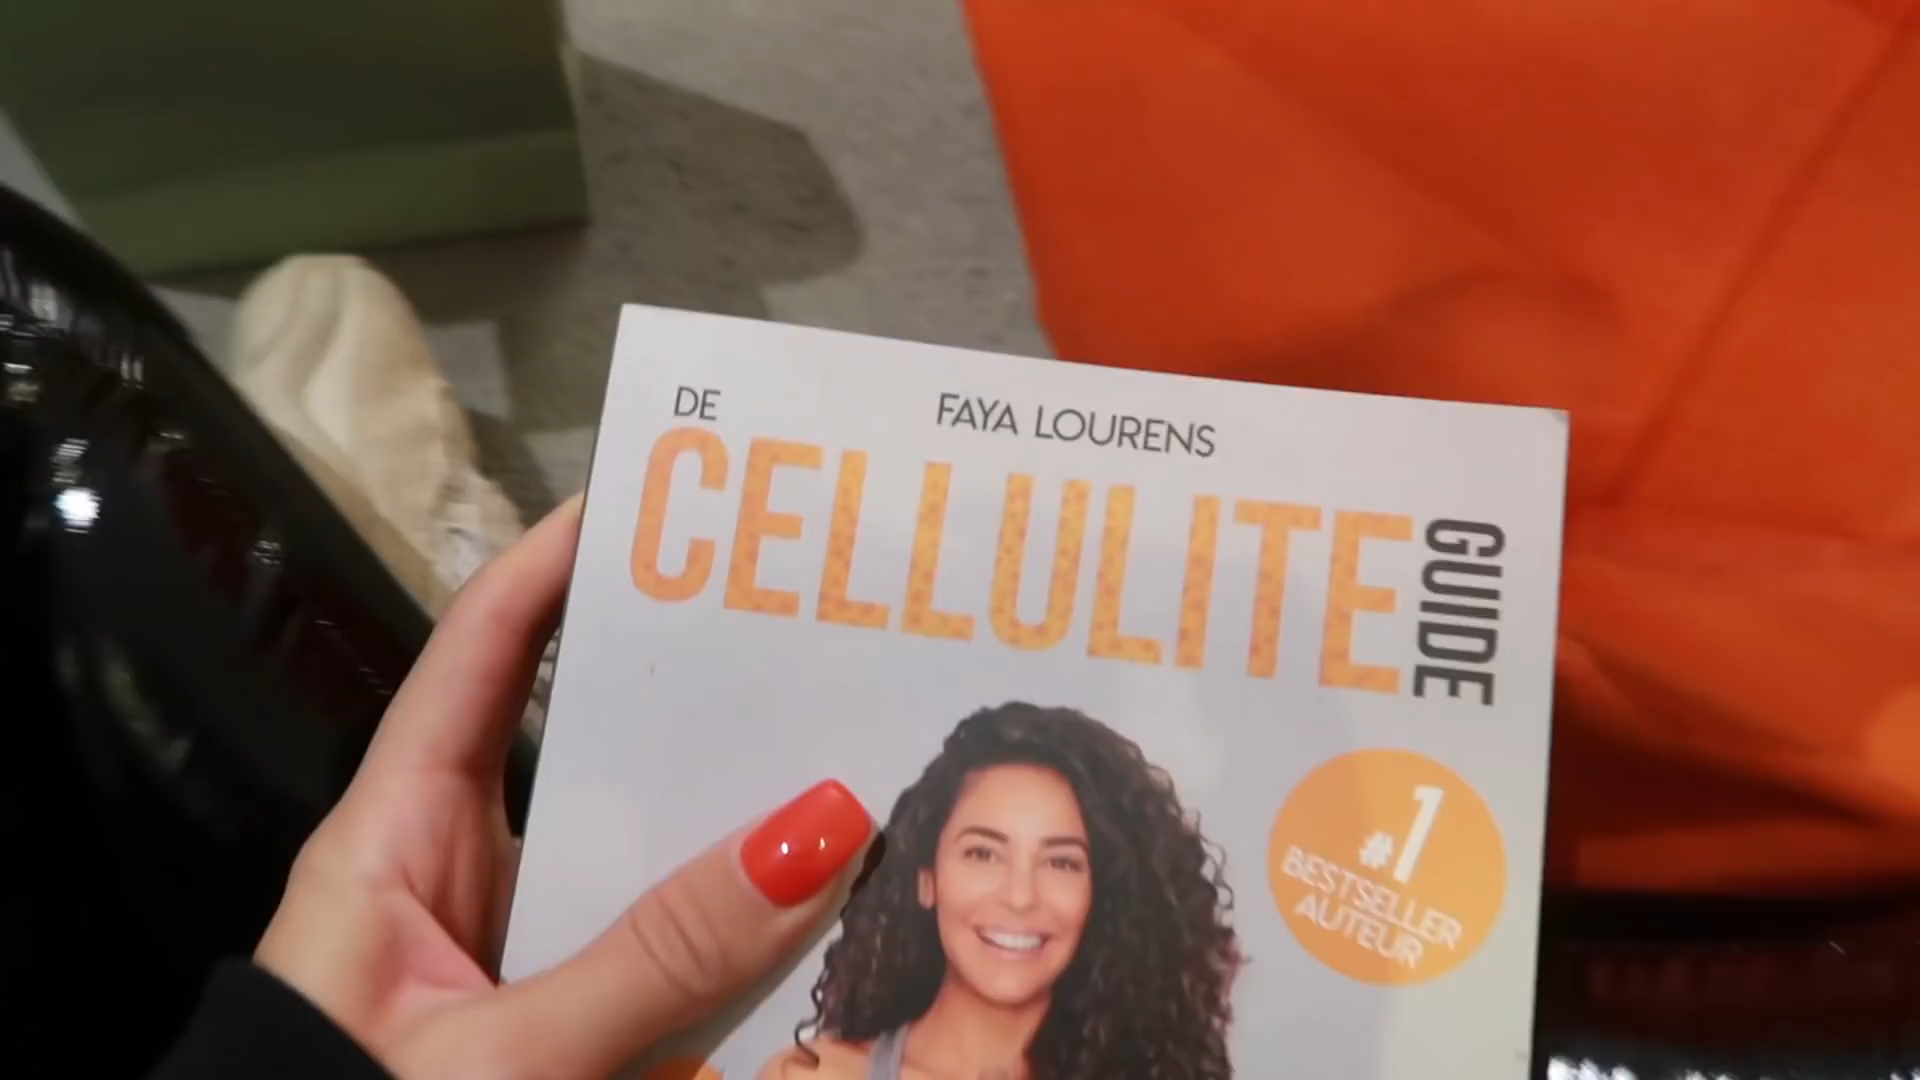 DE
FAYA LOURENS
CELLULITE
GUIDE
#1
BESTSELLER
AUTEUR